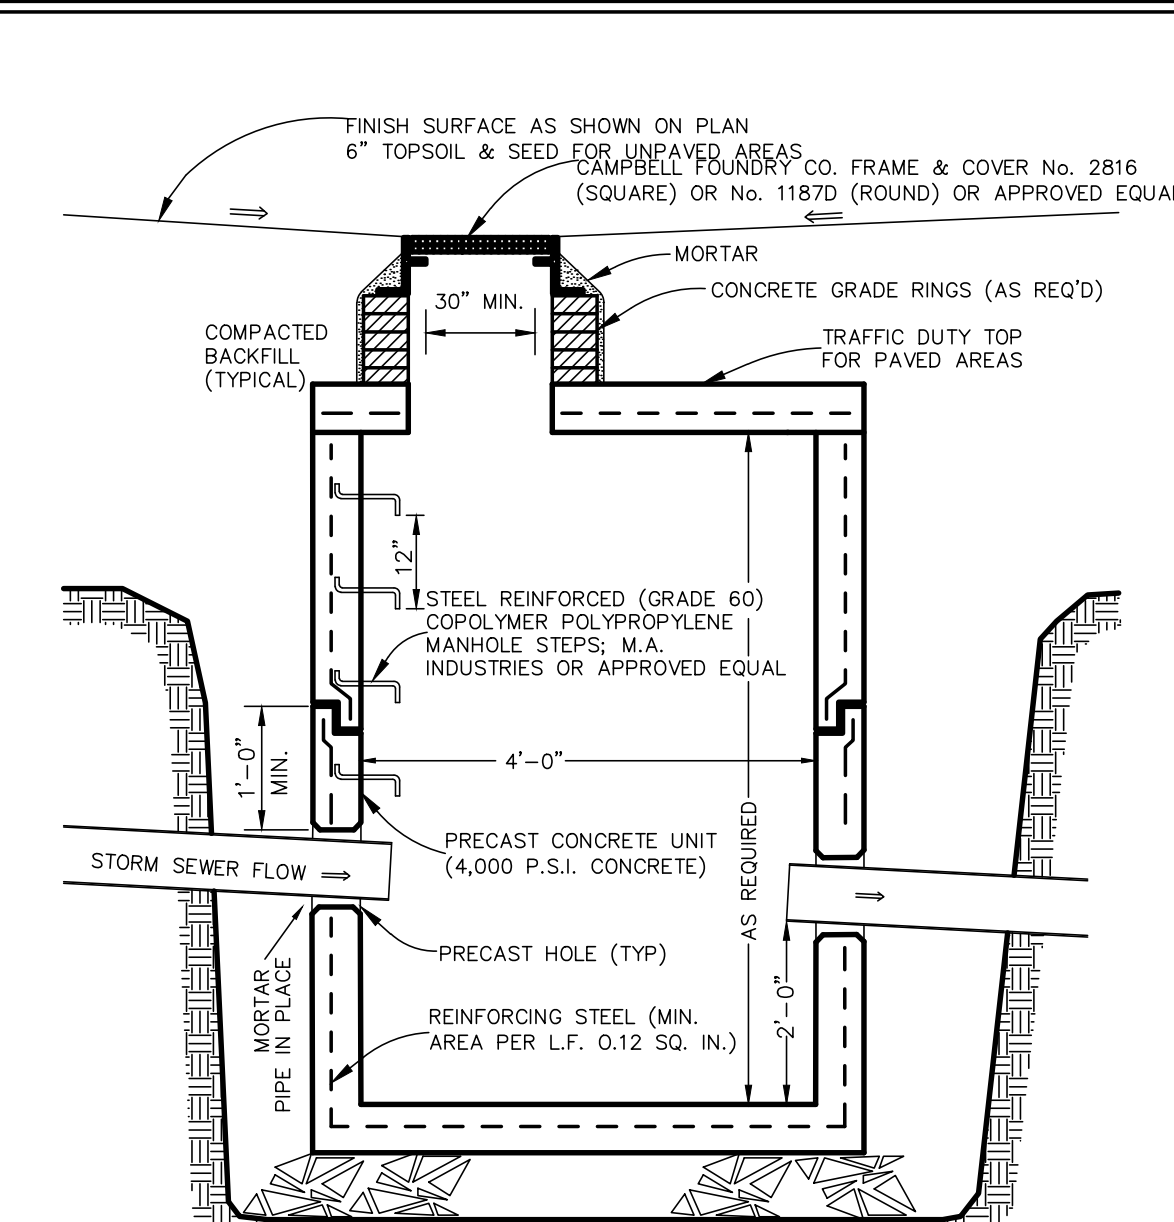 FINISH SURFACE AS SHOWN ON PLAN
6" TOPSOIL & SEED FOR UNPAVED AREAS
CAMPBELL FOUNDRY CO. FRAME & COVER No. 2816
(SQUARE) OR No. 1187D (ROUND) OR APPROVED EQUAL
MORTAR
CONCRETE GRADE RINGS (AS REQ'D)
30" MIN.
COMPACTED
BACKFILL
(TYPICAL)
TRAFFIC DUTY TOP
FOR PAVED AREAS
12"
STEEL REINFORCED (GRADE 60)
COPOLYMER POLYPROPYLENE
MANHOLE STEPS; M.A.
INDUSTRIES OR APPROVED EQUAL
1'-0"
MIN.
4'-0"
AS REQUIRED
PRECAST CONCRETE UNIT
(4,000 P.S.I. CONCRETE)
STORM SEWER FLOW
PRECAST HOLE (TYP)
MORTAR
PIPE IN PLACE
2'-0"
REINFORCING STEEL (MIN.
AREA PER L.F. 0.12 SQ. IN.)